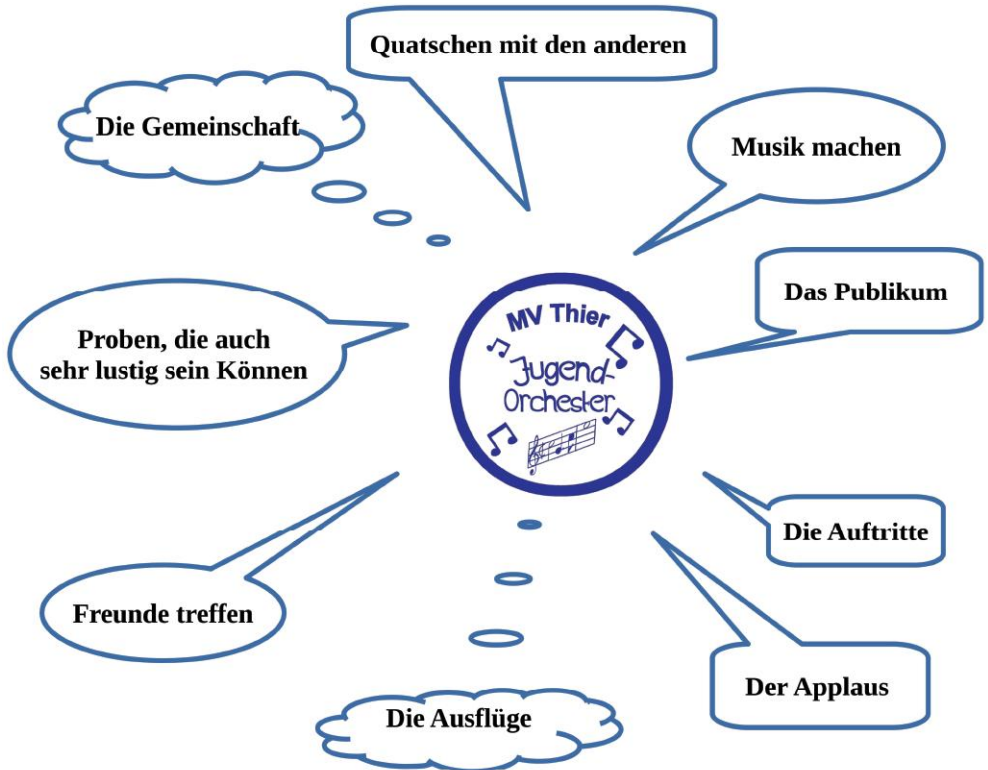 Quatschen mit den anderen
Die Gemeinschaft
Musik machen
Das Publikum
Proben, die auch
sehr lustig sein Können
MV Thier
Jugend-
Orchester
Die Auftritte
Freunde treffen
Der Applaus
Die Ausflüge